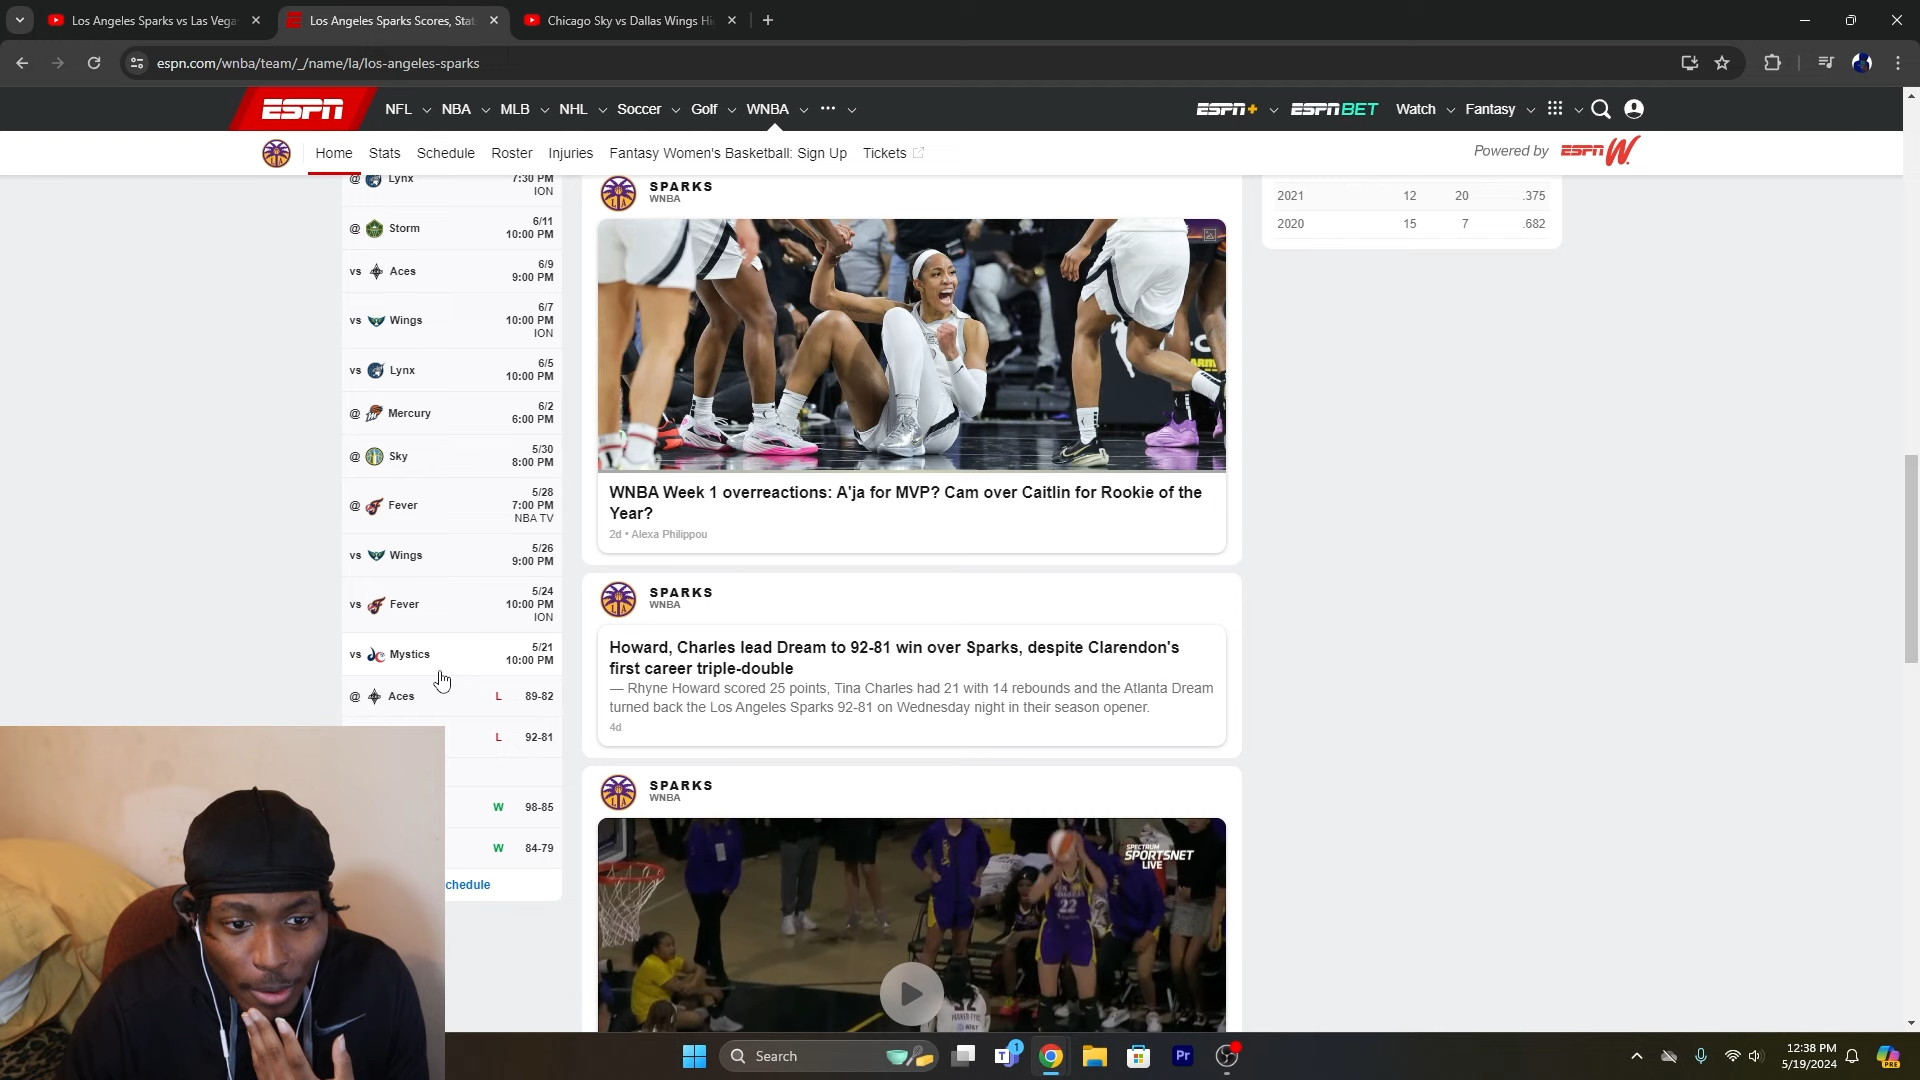 Los Angeles Sparks vs Las Vega
Los Angeles Sparks Scores, Stat
Chicago Sky vs Dallas Wings Hi
espn.com/wnba/team/_/name/la/los-angeles-sparks
ESPN NFL NBA MLB NHL Soccer Golf WNBA
ESPN+ ESPN BET Watch Fantasy
Home Stats Schedule Roster Injuries Fantasy Women's Basketball: Sign Up Tickets
Powered by ESPN W.
@ Lynx 7:30 PM
ION
@ Storm 6/11
10:00 PM
vs Aces 6/9
9:00 PM
vs Wings 6/7
10:00 PM
ION
vs Lynx 6/5
10:00 PM
@ Mercury 6/2
6:00 PM
@ Sky 5/30
8:00 PM
@ Fever 5/28
7:00 PM
NBA TV
vs Wings 5/26
9:00 PM
vs Fever 5/24
10:00 PM
ION
vs Mystics 5/21
10:00 PM
@ Aces L 89-82
L 92-81
W 98-85
W 84-79
chedule
SPARKS
WNBA
WNBA Week 1 overreactions: A'ja for MVP? Cam over Caitlin for Rookie of the
Year?
2d • Alexa Philippou
SPARKS
WNBA
Howard, Charles lead Dream to 92-81 win over Sparks, despite Clarendon's
first career triple-double
— Rhyne Howard scored 25 points, Tina Charles had 21 with 14 rebounds and the Atlanta Dream
turned back the Los Angeles Sparks 92-81 on Wednesday night in their season opener.
4d
SPARKS
WNBA
SPECTRUM
SPORTSNET
LIVE
22
2021 12 20 .375
2020 15 7 .682
Search
1
Pr
12:38 PM
5/19/2024
PRE